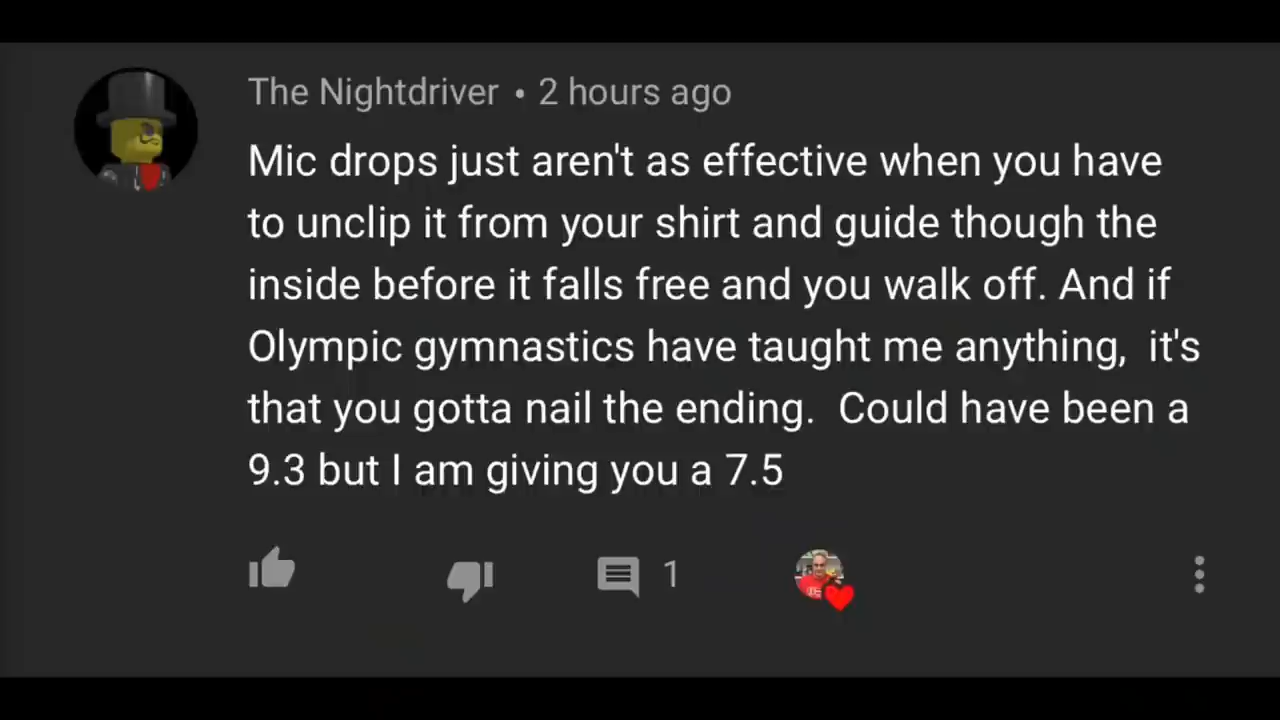 The Nightdriver • 2 hours ago
Mic drops just aren't as effective when you have
to unclip it from your shirt and guide though the
inside before it falls free and you walk off. And if
Olympic gymnastics have taught me anything,  it's
that you gotta nail the ending.  Could have been a
9.3 but I am giving you a 7.5
1